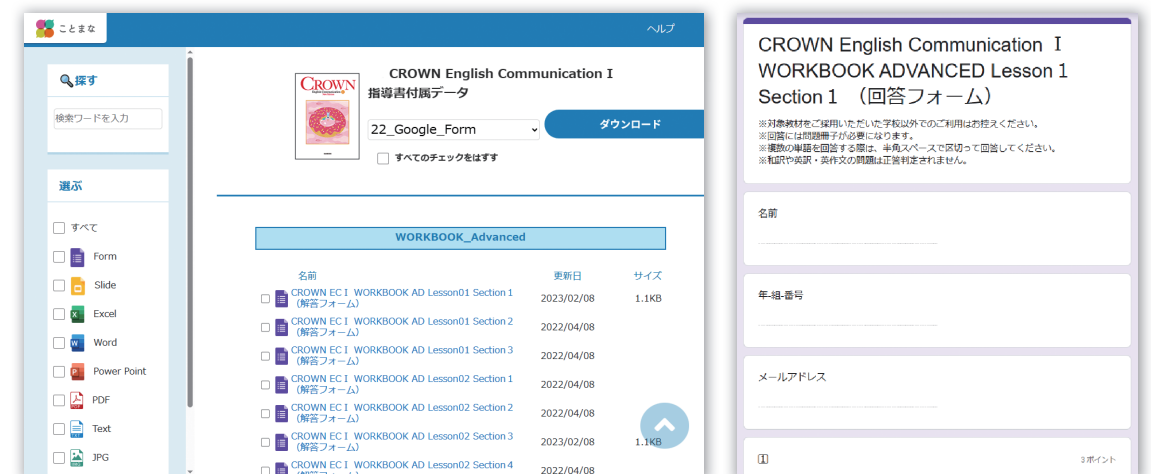 ことまな
ヘルプ
探す
検索ワードを入力
選ぶ
すべて
Form
Slide
Excel
Word
Power Point
PDF
Text
JPG
CROWN
CROWN English Communication I
指導書付属データ
22_Google_Form
ダウンロード
すべてのチェックをはずす
WORKBOOK_Advanced
名前 更新日 サイズ
CROWN EC I WORKBOOK AD Lesson01 Section 1 2023/02/08 1.1KB
(解答フォーム)
CROWN EC I WORKBOOK AD Lesson01 Section 2 2022/04/08
(解答フォーム)
CROWN EC I WORKBOOK AD Lesson01 Section 3 2022/04/08
(解答フォーム)
CROWN EC I WORKBOOK AD Lesson02 Section 1 2022/04/08
(解答フォーム)
CROWN EC I WORKBOOK AD Lesson02 Section 2 2022/04/08
(解答フォーム)
CROWN EC I WORKBOOK AD Lesson02 Section 3 2023/02/08 1.1KB
(解答フォーム)
CROWN EC I WORKBOOK AD Lesson02 Section 4 2022/04/08
CROWN English Communication Ⅰ
WORKBOOK ADVANCED Lesson 1
Section 1 （回答フォーム）
※対象教材をご採用いただいた学校以外でのご利用はお控えください。
※回答には問題冊子が必要になります。
※複数の単語を回答する際は、半角スペースで区切って回答してください。
※和訳や英訳・英作文の問題は正答判定されません。
名前
年-組-番号
メールアドレス
1 3 ポイント